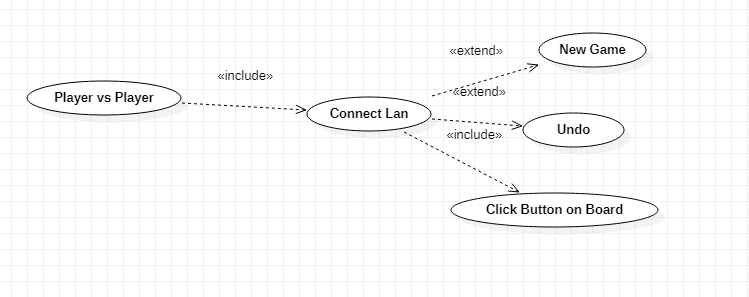 «extend»
New Game
«include»
Player vs Player
«extend»
Connect Lan
Undo
«include»
Click Button on Board